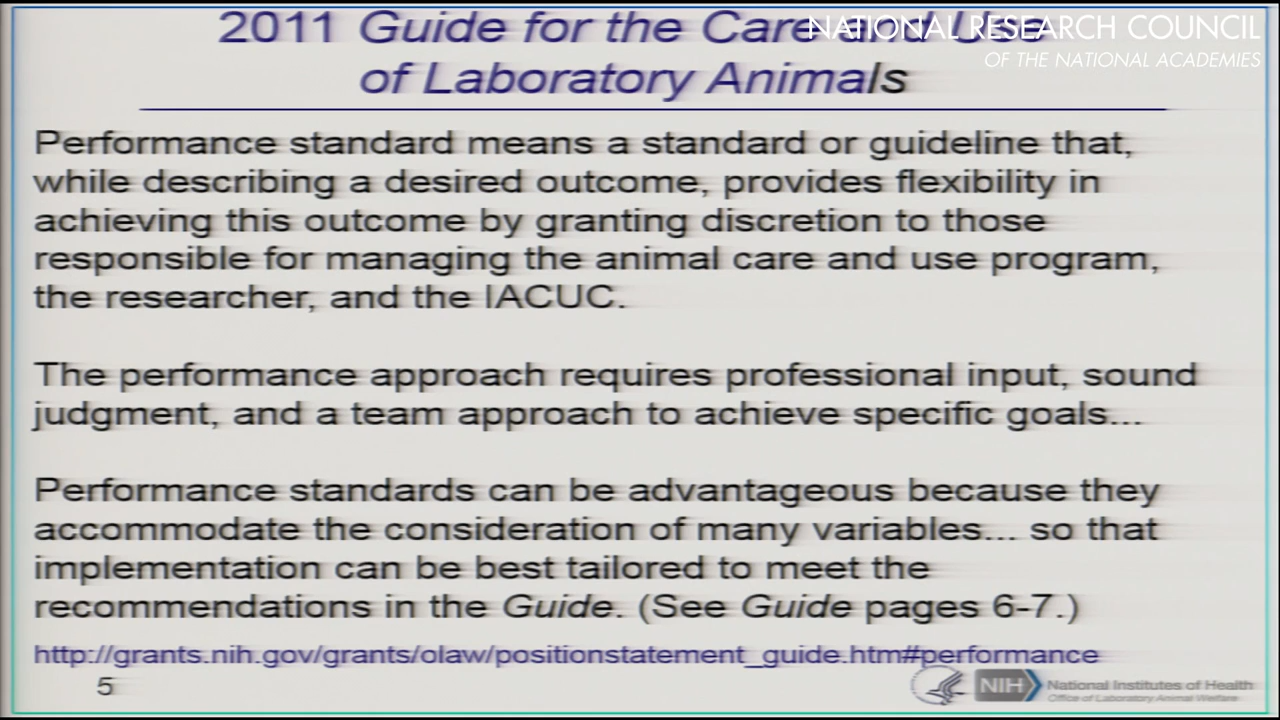 2011 Guide for the Care and Use
of Laboratory Animals
NATIONAL RESEARCH COUNCIL
OF THE NATIONAL ACADEMIES
Performance standard means a standard or guideline that,
while describing a desired outcome, provides flexibility in
achieving this outcome by granting discretion to those
responsible for managing the animal care and use program,
the researcher, and the IACUC.
The performance approach requires professional input, sound
judgment, and a team approach to achieve specific goals...
Performance standards can be advantageous because they
accommodate the consideration of many variables... so that
implementation can be best tailored to meet the
recommendations in the Guide. (See Guide pages 6-7.)
http://grants.nih.gov/grants/olaw/positionstatement_guide.htm#performance
5
NIH National Institutes of Health
Office of Laboratory Animal Welfare